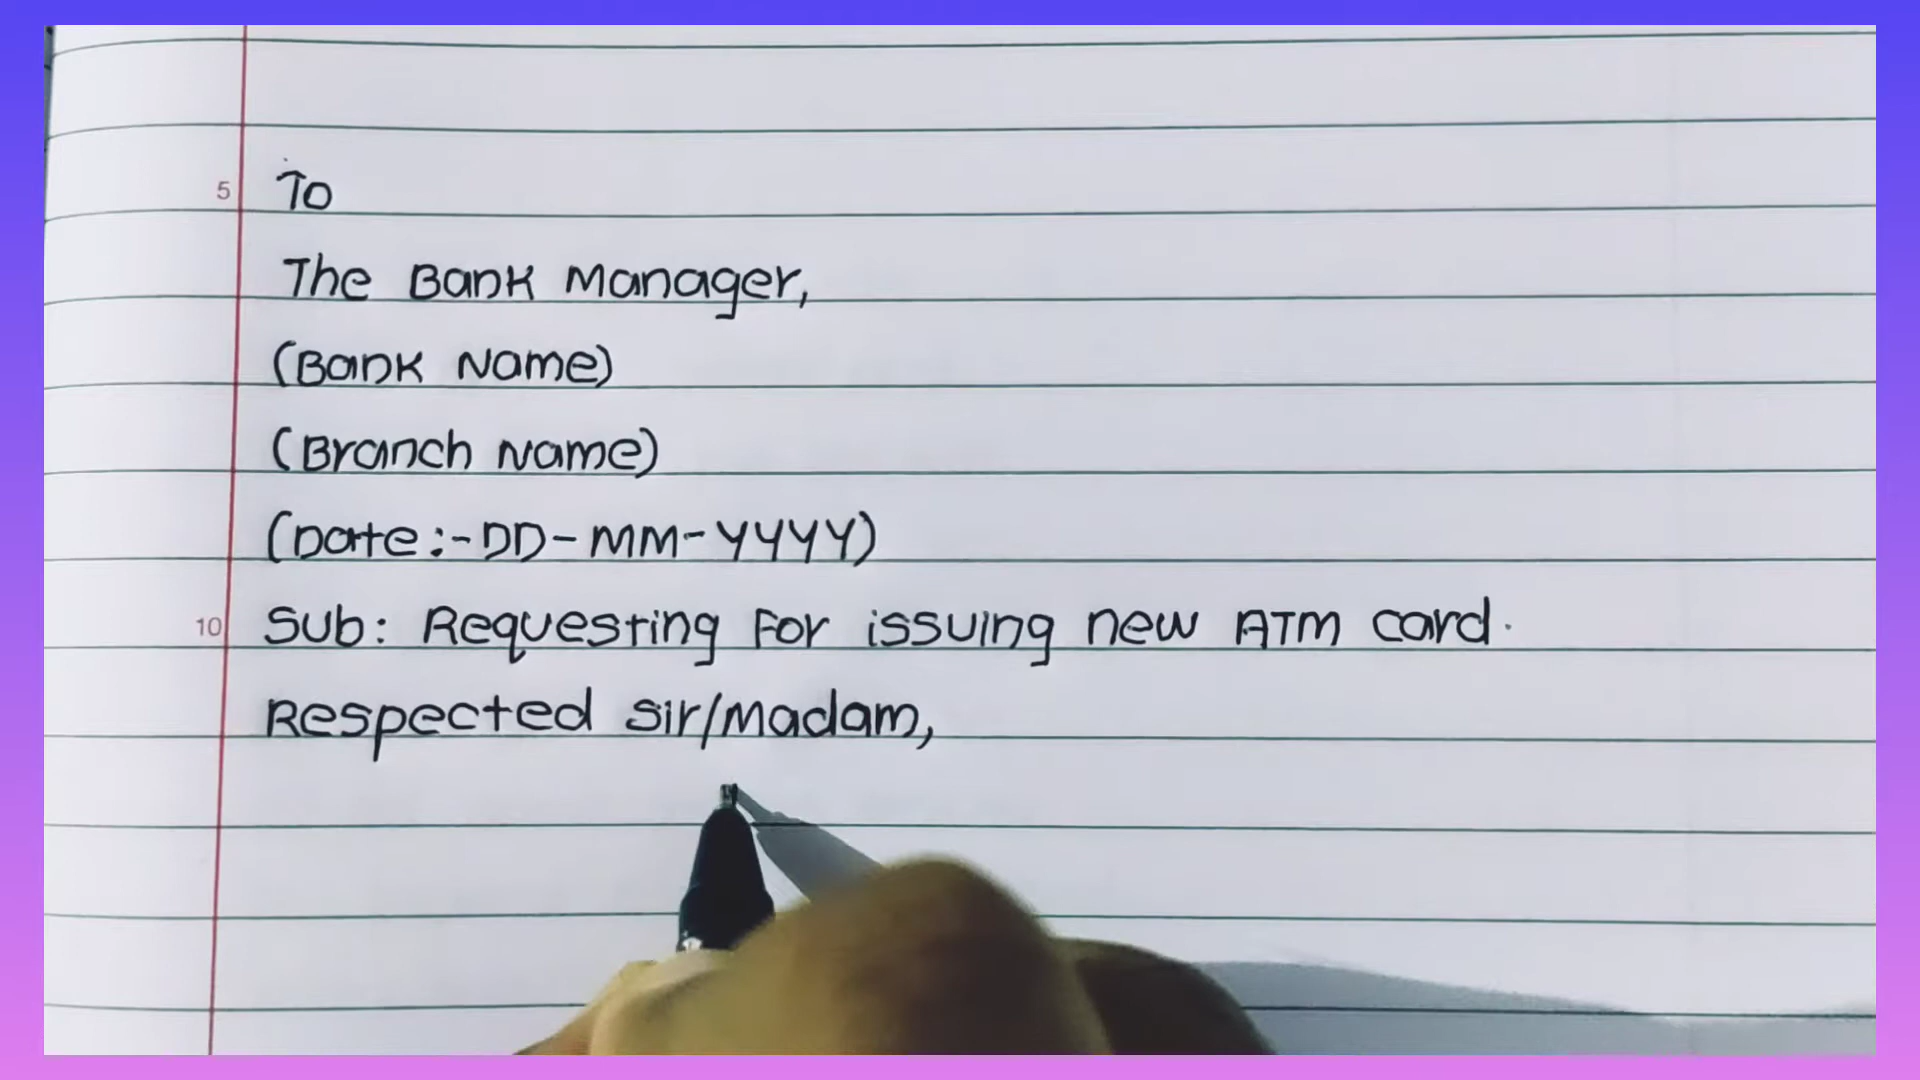 5 To
The Bank Manager,
(Bank Name)
(Branch Name)
(Date:-DD-MM-YYYY)
10 Sub: Requesting For issuing new ATM card.
Respected sir/madam,